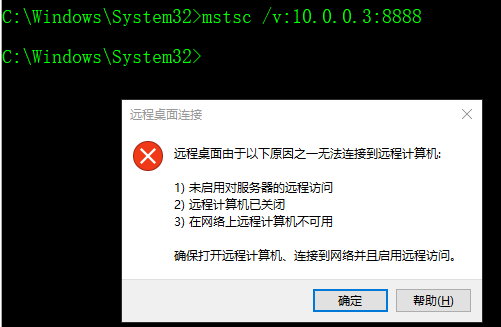 C:\Windows\System32>mstsc /v:10.0.0.3:8888
C:\Windows\System32>
远程桌面连接
远程桌面由于以下原因之一无法连接到远程计算机:
1) 未启用对服务器的远程访问
2) 远程计算机已关闭
3) 在网络上远程计算机不可用
确保打开远程计算机、连接到网络并且启用远程访问。
确定
帮助(H)